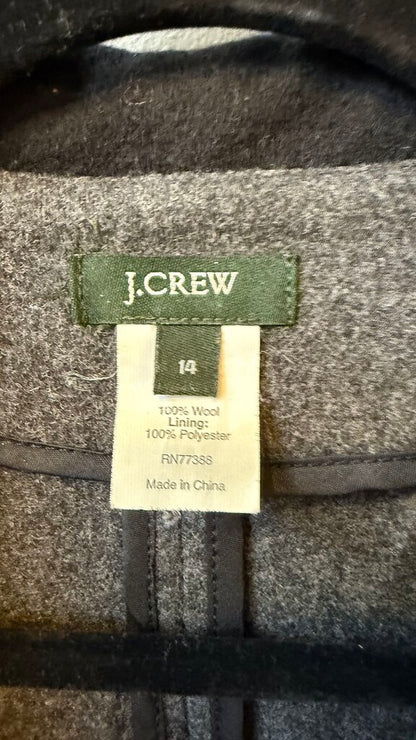 J.CREW
14
100% Wool
Lining:
100% Polyester
RN77388
Made in China